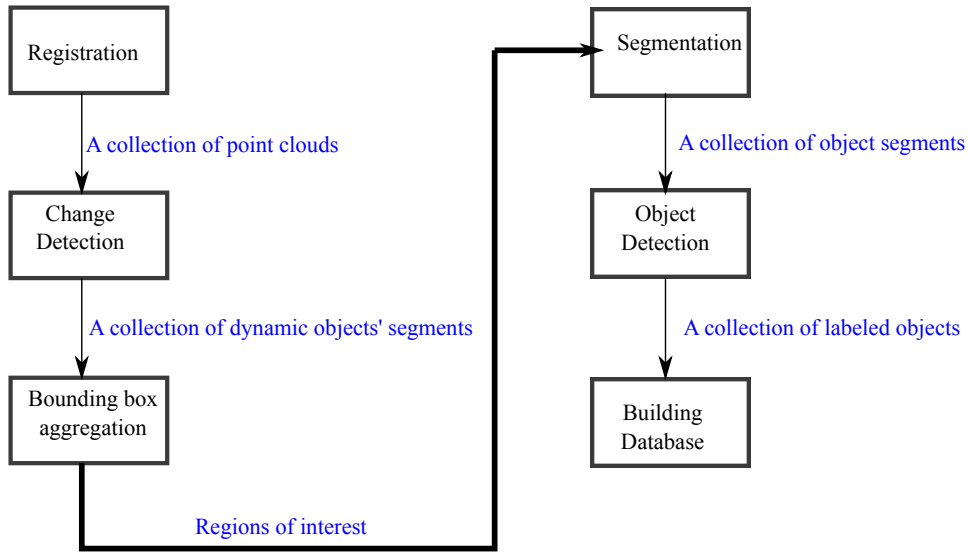 Registration
A collection of point clouds
Change
Detection
A collection of dynamic objects' segments
Bounding box
aggregation
Regions of interest
Segmentation
A collection of object segments
Object
Detection
A collection of labeled objects
Building
Database